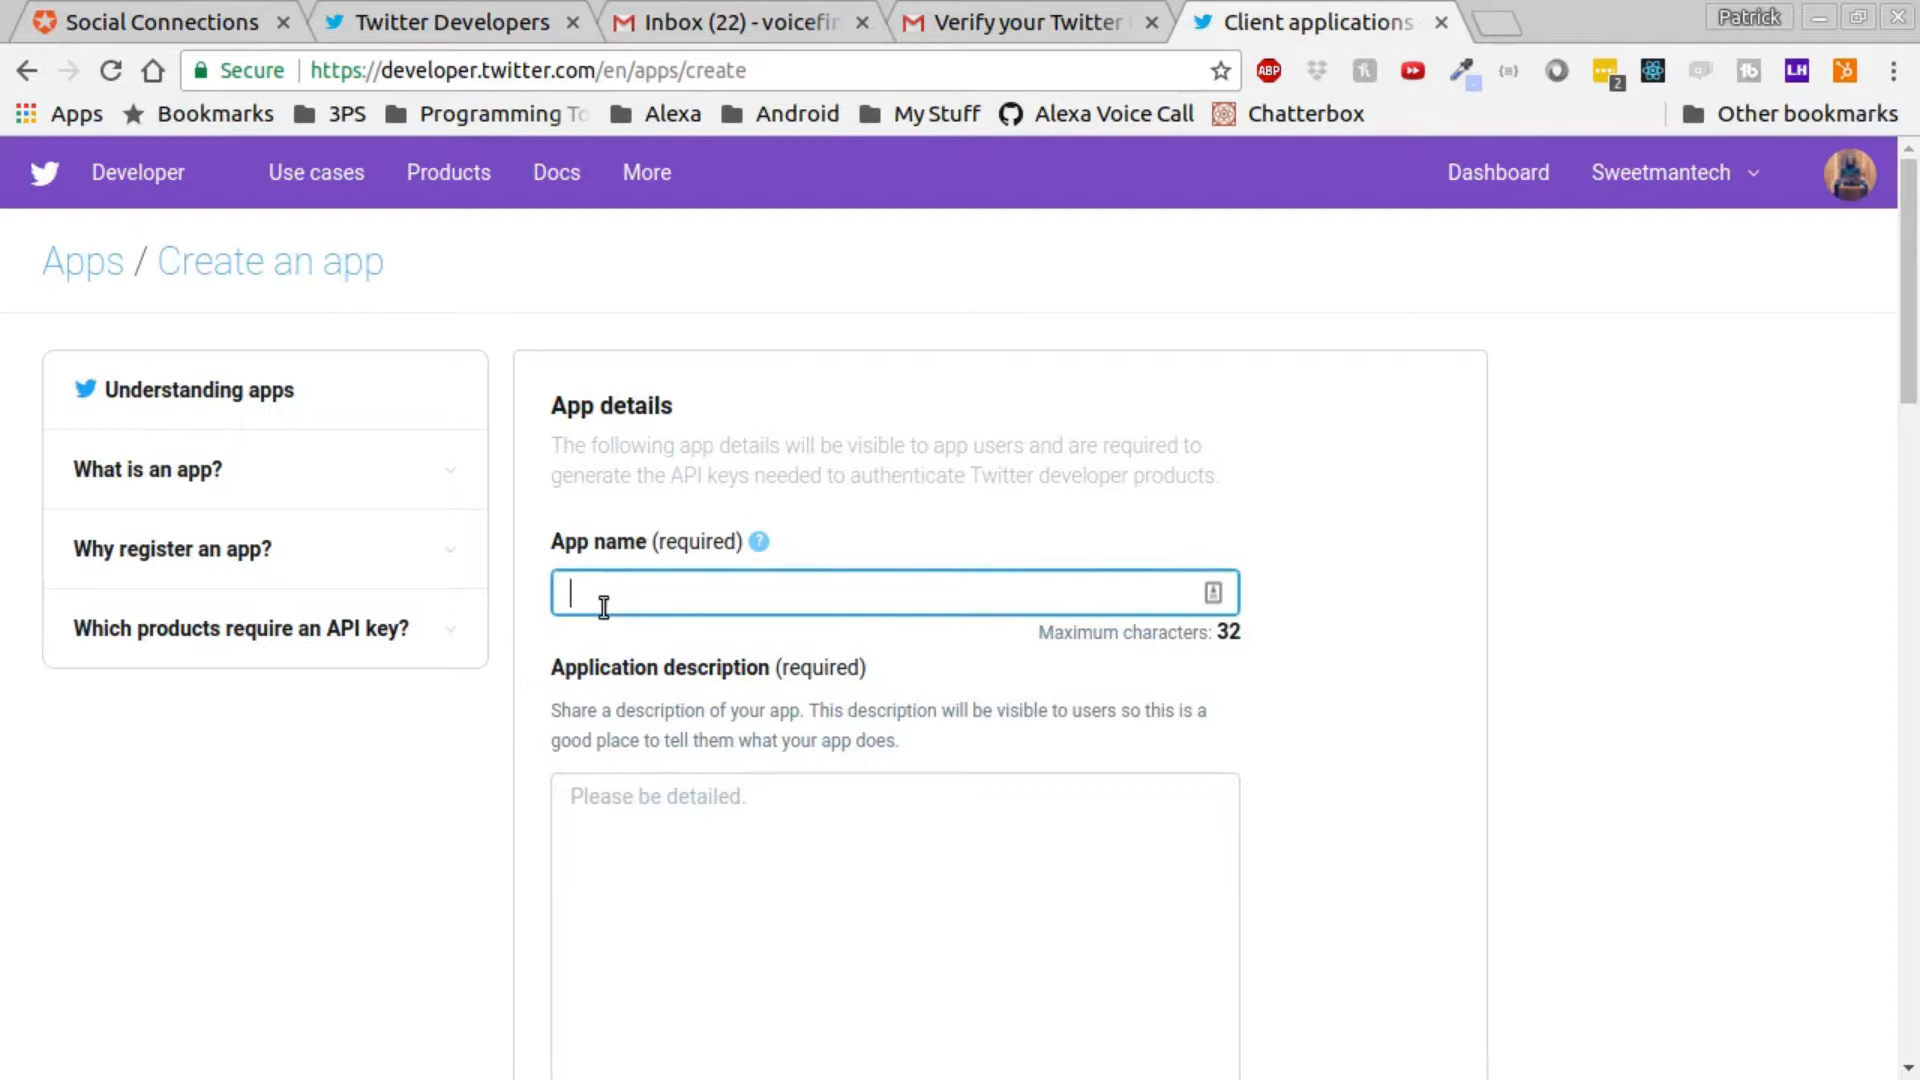 Social Connections
Twitter Developers
Inbox (22) - voicefi
Verify your Twitter
Client applications
Patrick
Secure https://developer.twitter.com/en/apps/create
ABP
2
LH
Apps
Bookmarks
3PS
Programming To
Alexa
Android
My Stuff
Alexa Voice Call
Chatterbox
Other bookmarks
Developer
Use cases
Products
Docs
More
Dashboard
Sweetmantech
Apps / Create an app
Understanding apps
What is an app?
Why register an app?
Which products require an API key?
App details
The following app details will be visible to app users and are required to
generate the API keys needed to authenticate Twitter developer products.
App name (required) ?
Maximum characters: 32
Application description (required)
Share a description of your app. This description will be visible to users so this is a
good place to tell them what your app does.
Please be detailed.